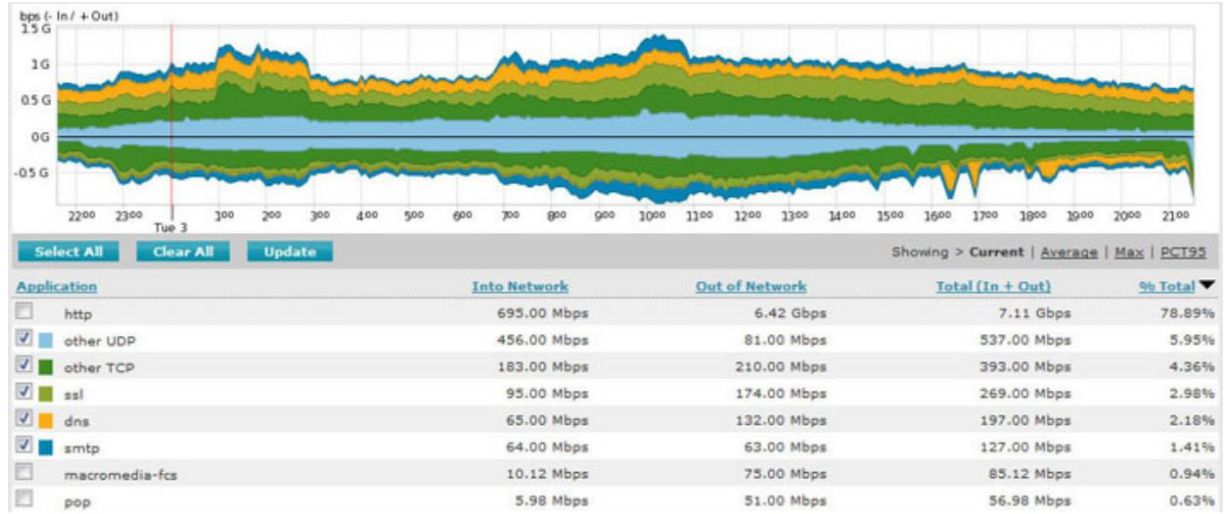 bps (- In / + Out)
1.5 G
1 G
0.5 G
0 G
-0.5 G
2200 2300 100 200 300 400 500 600 700 800 900 1000 1100 1200 1300 1400 1500 1600 1700 1800 1900 2000 2100
Tue 3
Select All Clear All Update Showing > Current | Average | Max | PCT95
Application Into Network Out of Network Total (In + Out) % Total ▼
http 695.00 Mbps 6.42 Gbps 7.11 Gbps 78.89%
other UDP 456.00 Mbps 81.00 Mbps 537.00 Mbps 5.95%
other TCP 183.00 Mbps 210.00 Mbps 393.00 Mbps 4.36%
ssl 95.00 Mbps 174.00 Mbps 269.00 Mbps 2.98%
dns 65.00 Mbps 132.00 Mbps 197.00 Mbps 2.18%
smtp 64.00 Mbps 63.00 Mbps 127.00 Mbps 1.41%
macromedia-fcs 10.12 Mbps 75.00 Mbps 85.12 Mbps 0.94%
pop 5.98 Mbps 51.00 Mbps 56.98 Mbps 0.63%